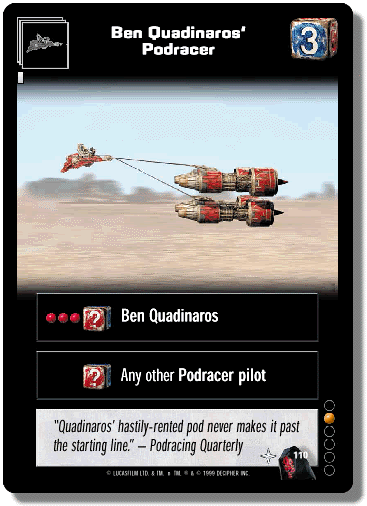 Ben Quadinaros'
Podracer
3
? Ben Quadinaros
? Any other Podracer pilot
"Quadinaros' hastily-rented pod never makes it past
the starting line." – Podracing Quarterly
110
© LUCASFILM LTD. & TM. ® TM, ® & © 1999 DECIPHER INC.